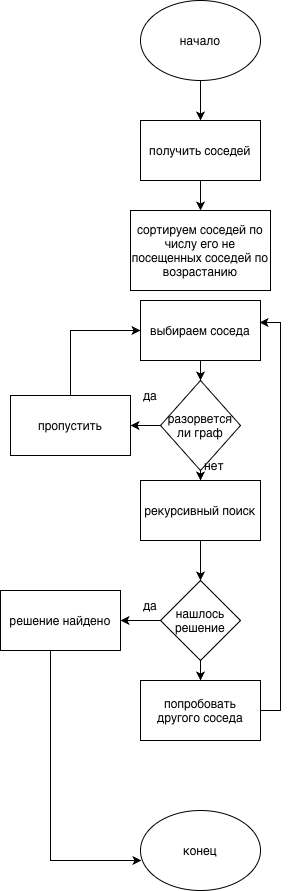 начало
получить соседей
сортируем соседей по
числу его не
посещенных соседей по
возрастанию
выбираем соседа
да
пропустить
разорвется
ли граф
нет
рекурсивный поиск
да
решение найдено
нашлось
решение
попробовать
другого соседа
конец